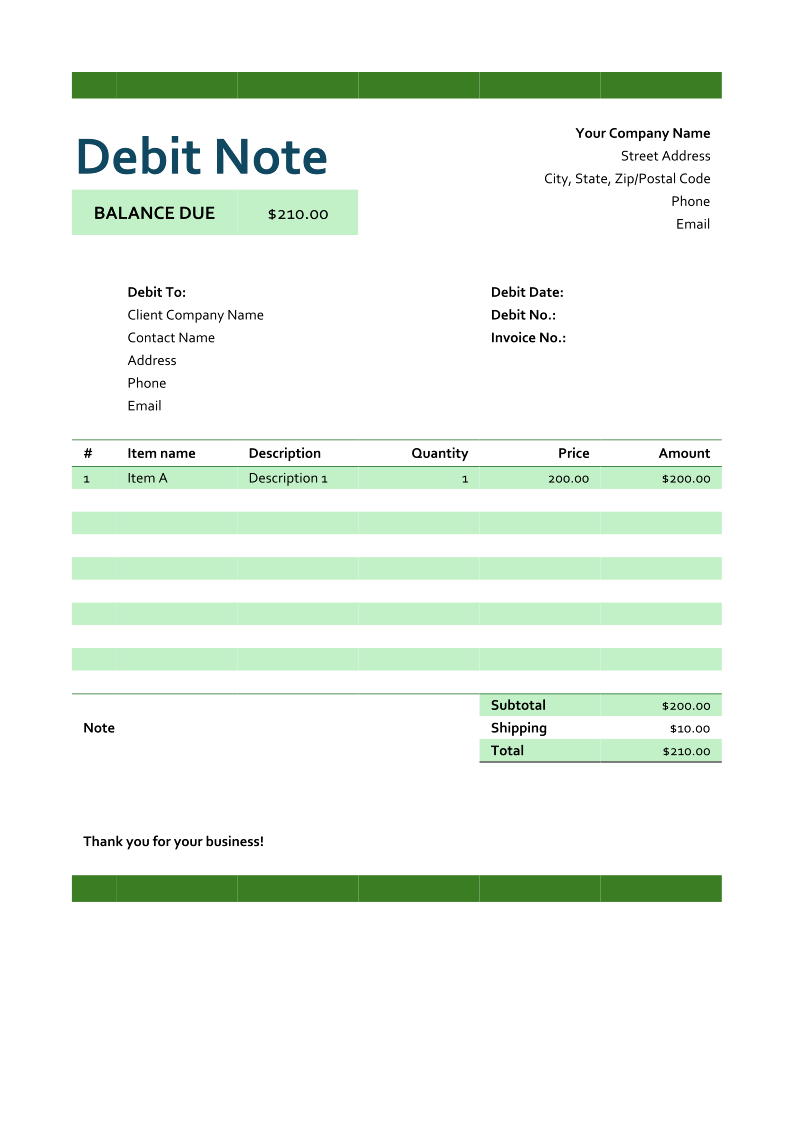 Debit Note
BALANCE DUE $210.00
Your Company Name
Street Address
City, State, Zip/Postal Code
Phone
Email
Debit To:
Client Company Name
Contact Name
Address
Phone
Email
Debit Date:
Debit No.:
Invoice No.:
# Item name Description Quantity Price Amount
1 Item A Description 1 1 200.00 $200.00
Subtotal $200.00
Note
Shipping $10.00
Total $210.00
Thank you for your business!